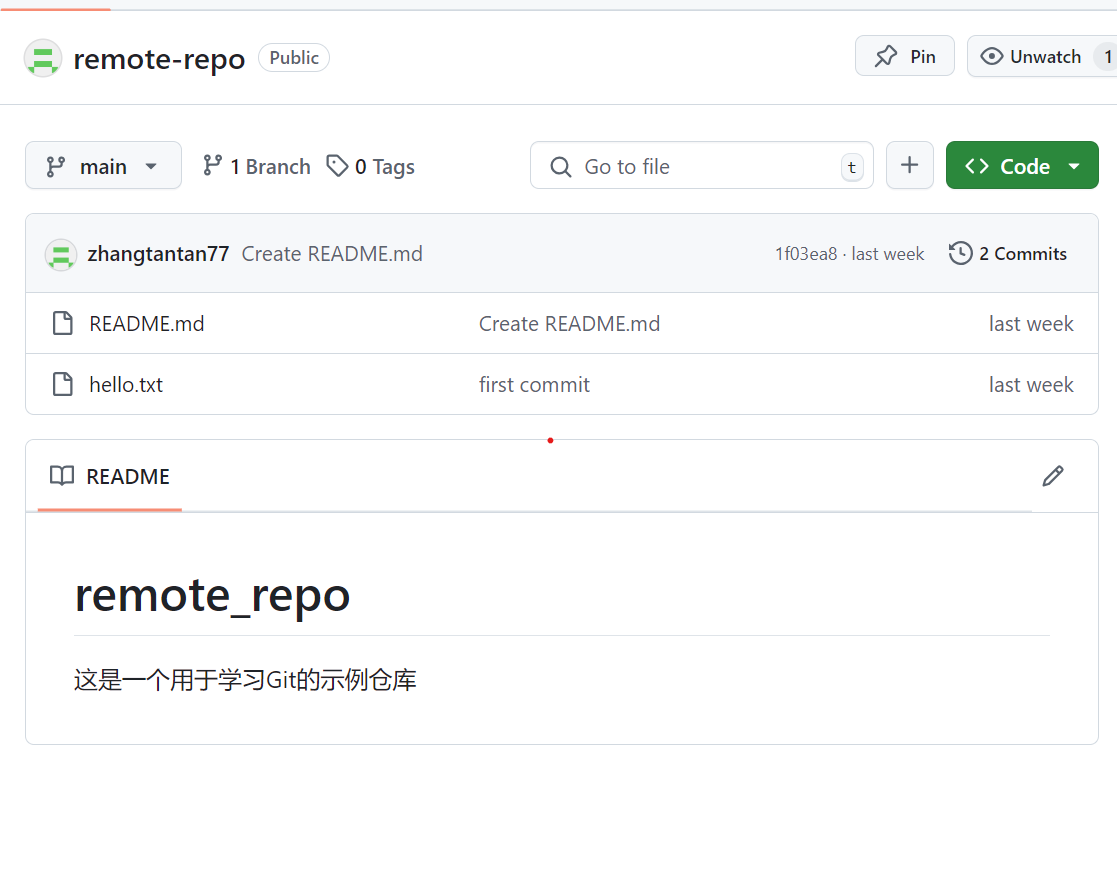 remote-repo Public Pin Unwatch 1
main 1 Branch 0 Tags Go to file t Code
zhangtantan77 Create README.md 1f03ea8 · last week 2 Commits
README.md Create README.md last week
hello.txt first commit last week
README
remote_repo
这是一个用于学习Git的示例仓库